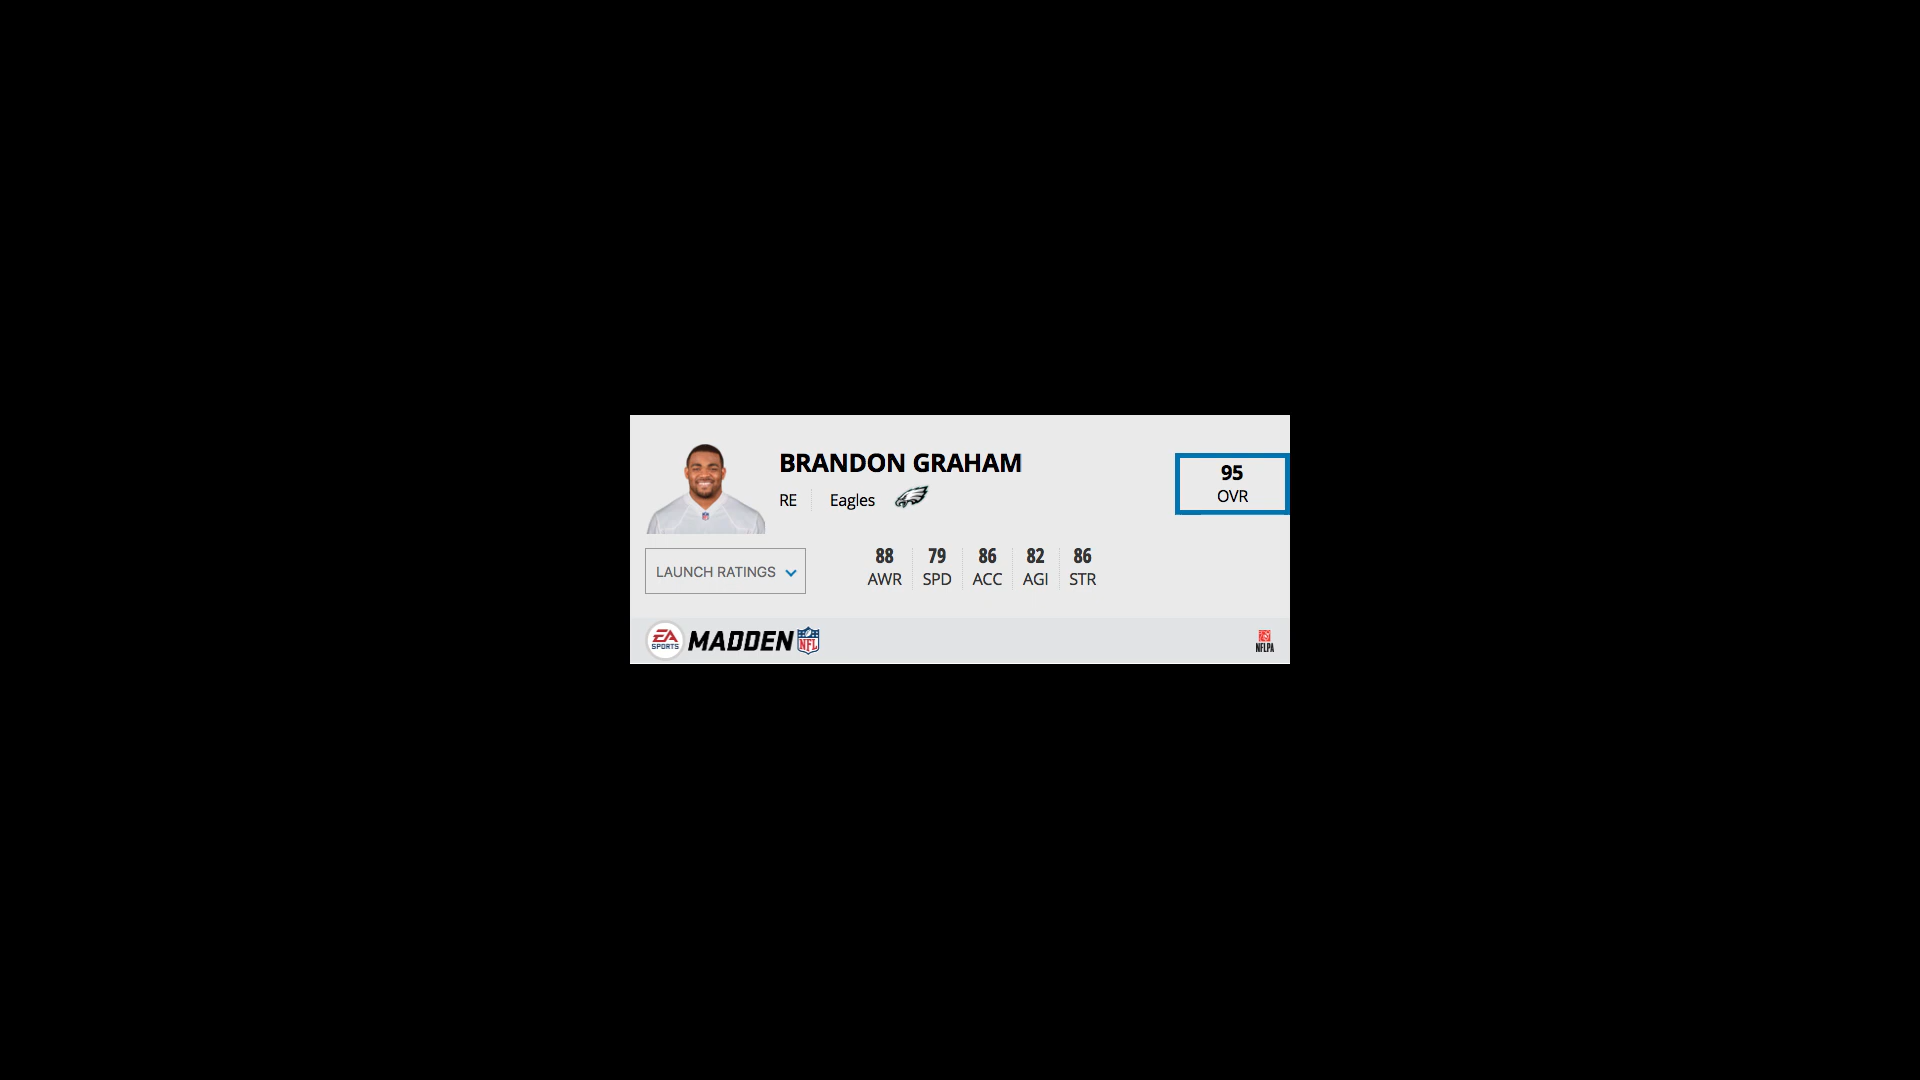 BRANDON GRAHAM
RE Eagles
95
OVR
LAUNCH RATINGS
88 79 86 82 86
AWR SPD ACC AGI STR
EA SPORTS MADDEN NFL
NFLPA